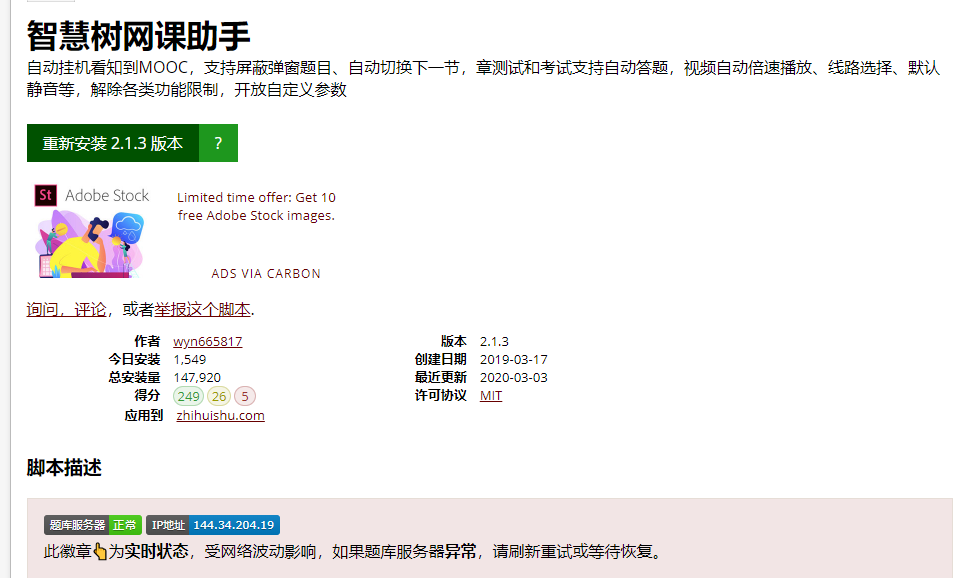 智慧树网课助手
自动挂机看知到MOOC，支持屏蔽弹窗题目、自动切换下一节，章测试和考试支持自动答题，视频自动倍速播放、线路选择、默认
静音等，解除各类功能限制，开放自定义参数
重新安装 2.1.3 版本 ?
St Adobe Stock
Limited time offer: Get 10
free Adobe Stock images.
ADS VIA CARBON
询问，评论，或者举报这个脚本.
作者 wyn665817 版本 2.1.3
今日安装 1,549 创建日期 2019-03-17
总安装量 147,920 最近更新 2020-03-03
得分 249 26 5 许可协议 MIT
应用到 zhihuishu.com
脚本描述
题库服务器 正常 IP地址 144.34.204.19
此徽章👆为实时状态，受网络波动影响，如果题库服务器异常，请刷新重试或等待恢复。